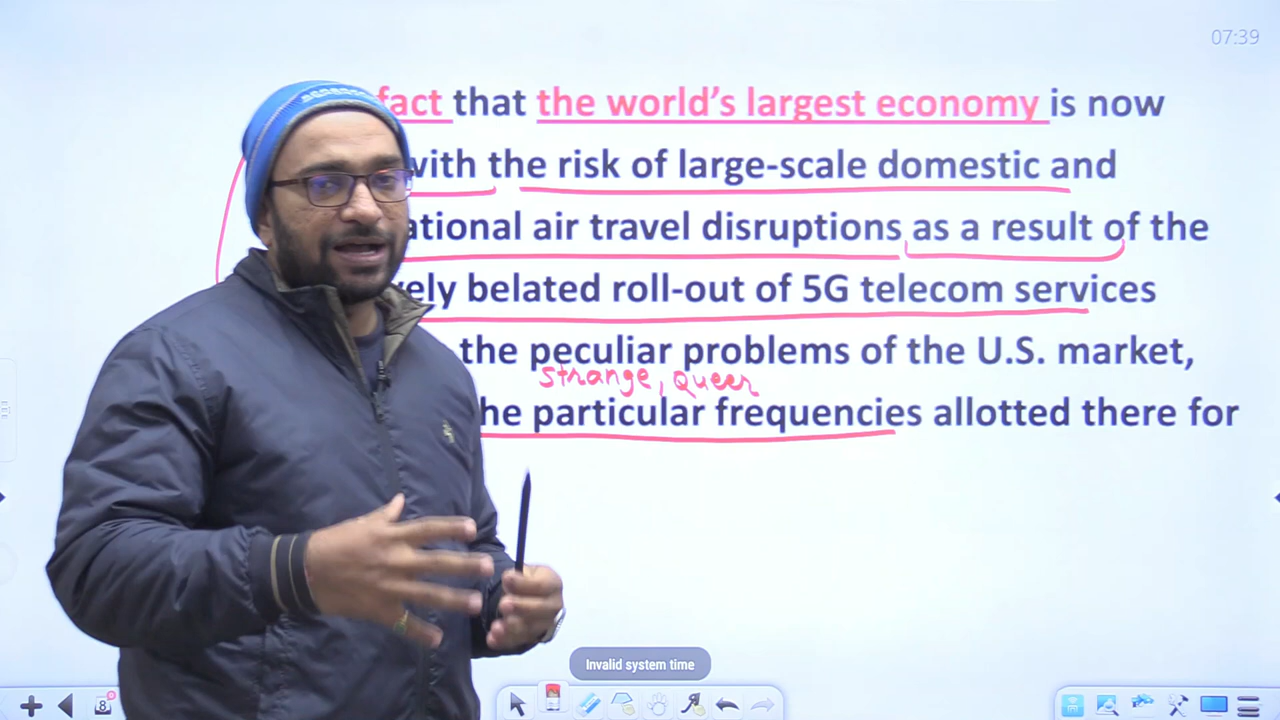 07:39
fact that the world's largest economy is now
with the risk of large-scale domestic and
ational air travel disruptions as a result of the
vely belated roll-out of 5G telecom services
the peculiar problems of the U.S. market,
strange, queer
he particular frequencies allotted there for
Invalid system time
8